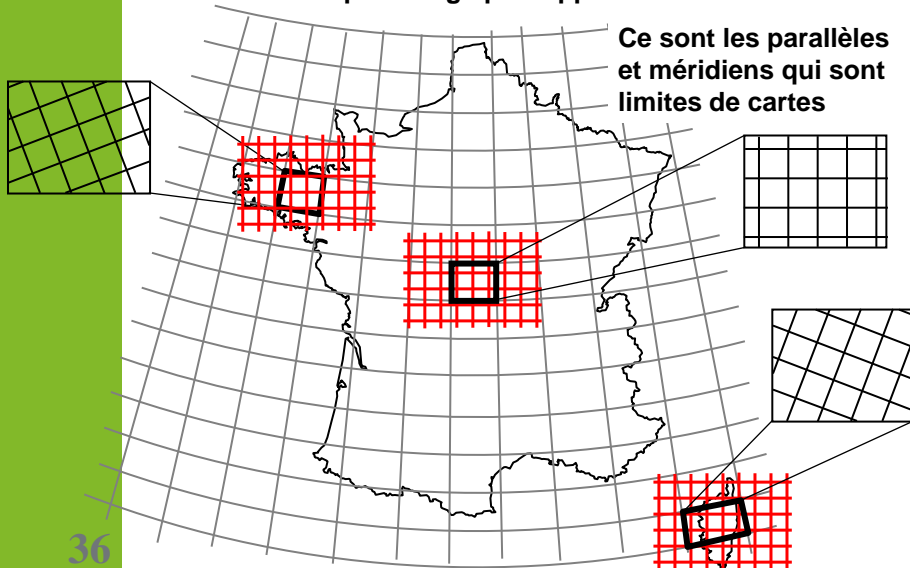 Ce sont les parallèles
et méridiens qui sont
limites de cartes
36